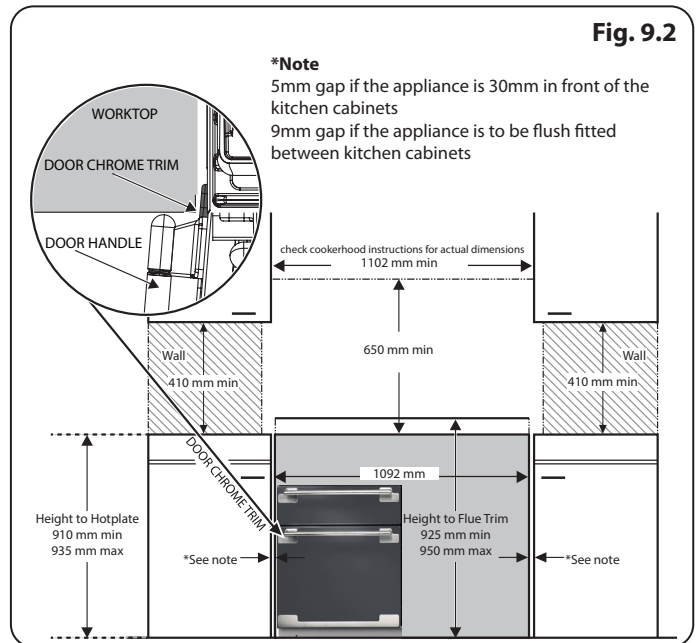 Fig. 9.2
*Note
5mm gap if the appliance is 30mm in front of the
kitchen cabinets
9mm gap if the appliance is to be flush fitted
between kitchen cabinets
WORKTOP
DOOR CHROME TRIM
DOOR HANDLE
check cookerhood instructions for actual dimensions
1102 mm min
650 mm min
Wall
410 mm min
Wall
410 mm min
DOOR CHROME TRIM
1092 mm
Height to Hotplate
910 mm min
935 mm max
Height to Flue Trim
925 mm min
950 mm max
*See note
*See note